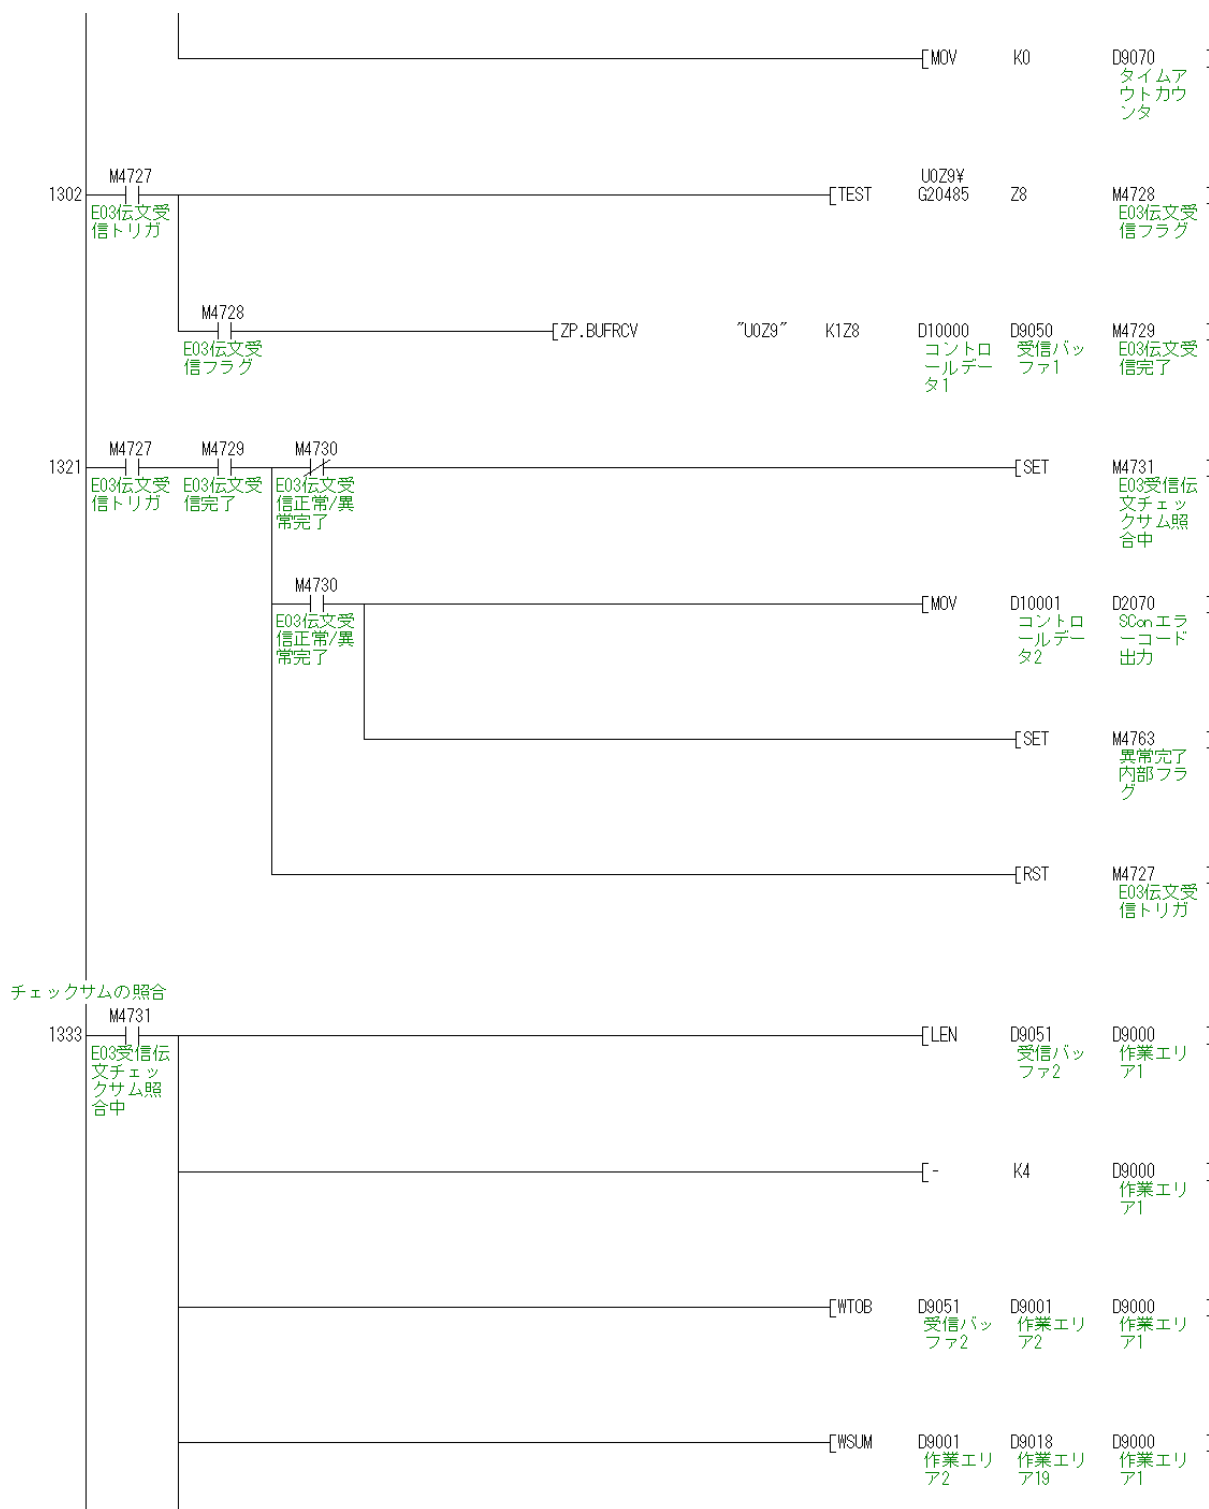 [MOV K0 D9070 ]
タイムア
ウトカウ
ンタ
M4727 U0Z9¥
1302 [TEST G20485 Z8 M4728 ]
E03伝文受 E03伝文受
信トリガ 信フラグ
M4728
[ZP.BUFRCV "U0Z9" K1Z8 D10000 D9050 M4729 ]
E03伝文受 コントロ 受信バッ E03伝文受
信フラグ ールデー ファ1 信完了
タ1
M4727 M4729 M4730
1321 [SET M4731 ]
E03伝文受 E03伝文受 E03伝文受 E03受信伝
信トリガ 信完了 信正常/異 文チェッ
常完了 クサム照
合中
M4730
[MOV D10001 D2070 ]
E03伝文受 コントロ SConエラ
信正常/異 ールデー ーコード
常完了 タ2 出力
[SET M4763 ]
異常完了
内部フラ
グ
[RST M4727 ]
E03伝文受
信トリガ
チェックサムの照合
M4731
1333 [LEN D9051 D9000 ]
E03受信伝 受信バッ 作業エリ
文チェッ ファ2 ア1
クサム照
合中
[- K4 D9000 ]
作業エリ
ア1
[WTOB D9051 D9001 D9000 ]
受信バッ 作業エリ 作業エリ
ファ2 ア2 ア1
[WSUM D9001 D9018 D9000 ]
作業エリ 作業エリ 作業エリ
ア2 ア19 ア1